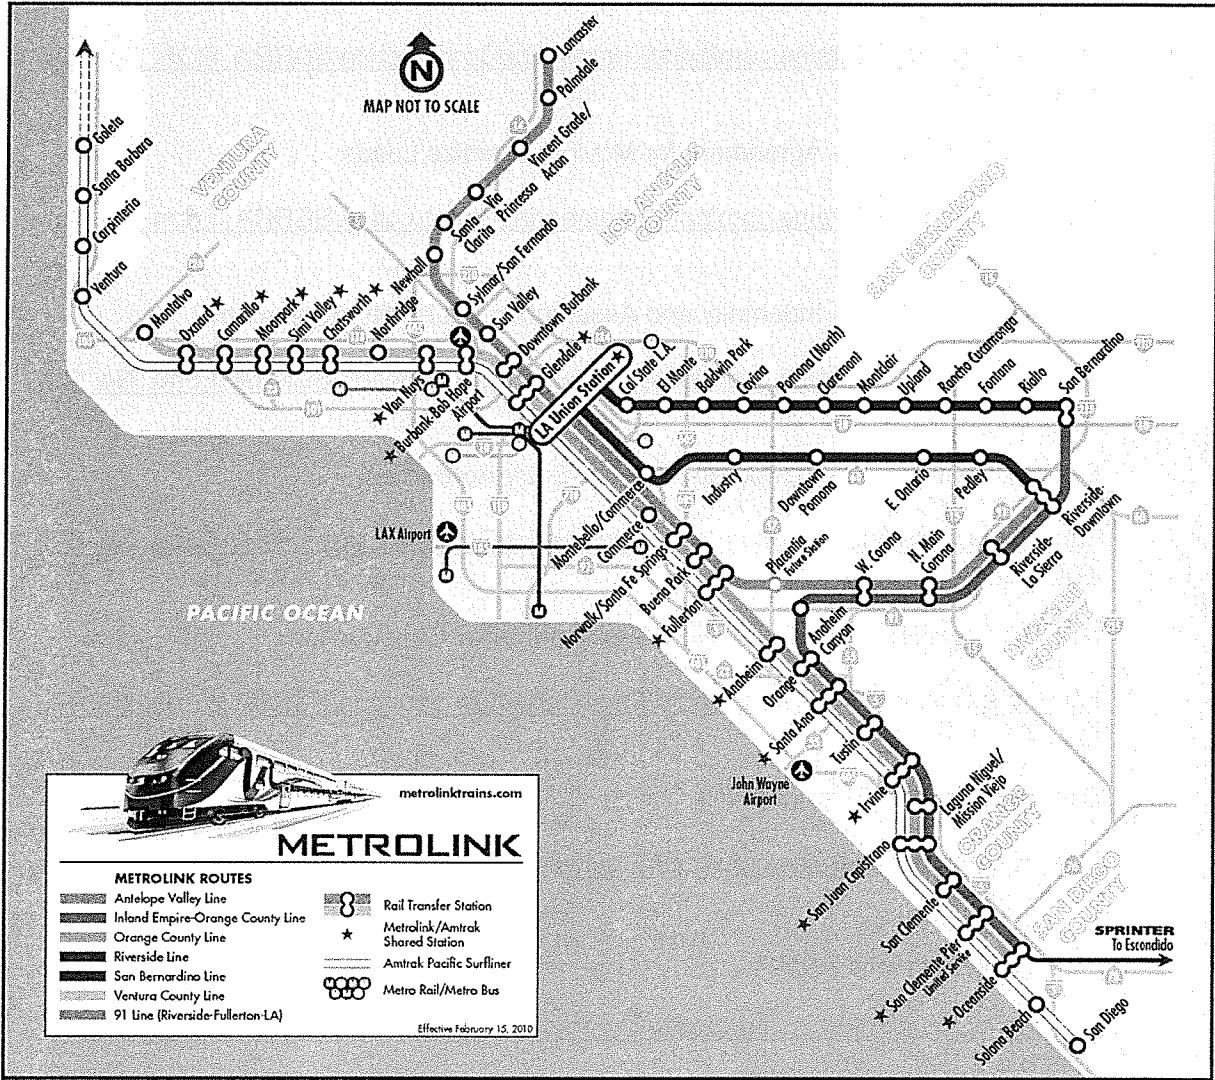 Lancaster
Palmdale
Vincent Grade/
Acton
Via
Princessa
Santa
Clarita
Newhall
Sylmar/San Fernando
Sun Valley
Downtown Burbank
Glendale ★
LA Union Station ★
N
MAP NOT TO SCALE
Goleta
Santa Barbara
Carpinteria
Ventura
VENTURA
COUNTY
LOS ANGELES
COUNTY
SAN BERNARDINO
COUNTY
Montalvo
Oxnard ★
Camarillo ★
Moorpark ★
Simi Valley ★
Chatsworth ★
Northridge
★ Van Nuys
★ Burbank-Bob Hope
Airport
Cal State L.A.
El Monte
Baldwin Park
Covina
Pomona (North)
Claremont
Montclair
Upland
Rancho Cucamonga
Fontana
Rialto
San Bernardino
Montebello/Commerce
Industry
Downtown
Pomona
E. Ontario
Pedley
Riverside-
Downtown
LAX Airport
Commerce
Norwalk/Santa Fe Springs
Buena Park
★ Fullerton
Placentia
Future Station
W. Corona
N. Main
Corona
Riverside-
La Sierra
RIVERSIDE
COUNTY
PACIFIC OCEAN
Anaheim
Canyon
★ Anaheim
Orange
★ Santa Ana
Tustin
John Wayne
Airport
★ Irvine
Laguna Niguel/
Mission Viejo
ORANGE
COUNTY
★ San Juan Capistrano
San Clemente
★ San Clemente Pier
Limited Service
★ Oceanside
SAN DIEGO
COUNTY
SPRINTER
To Escondido
Solana Beach
San Diego
metrolinktrains.com
METROLINK
METROLINK ROUTES
Antelope Valley Line
Inland Empire-Orange County Line
Orange County Line
Riverside Line
San Bernardino Line
Ventura County Line
91 Line (Riverside-Fullerton-LA)
Rail Transfer Station
★ Metrolink/Amtrak
Shared Station
Amtrak Pacific Surfliner
Metro Rail/Metro Bus
Effective February 15, 2010